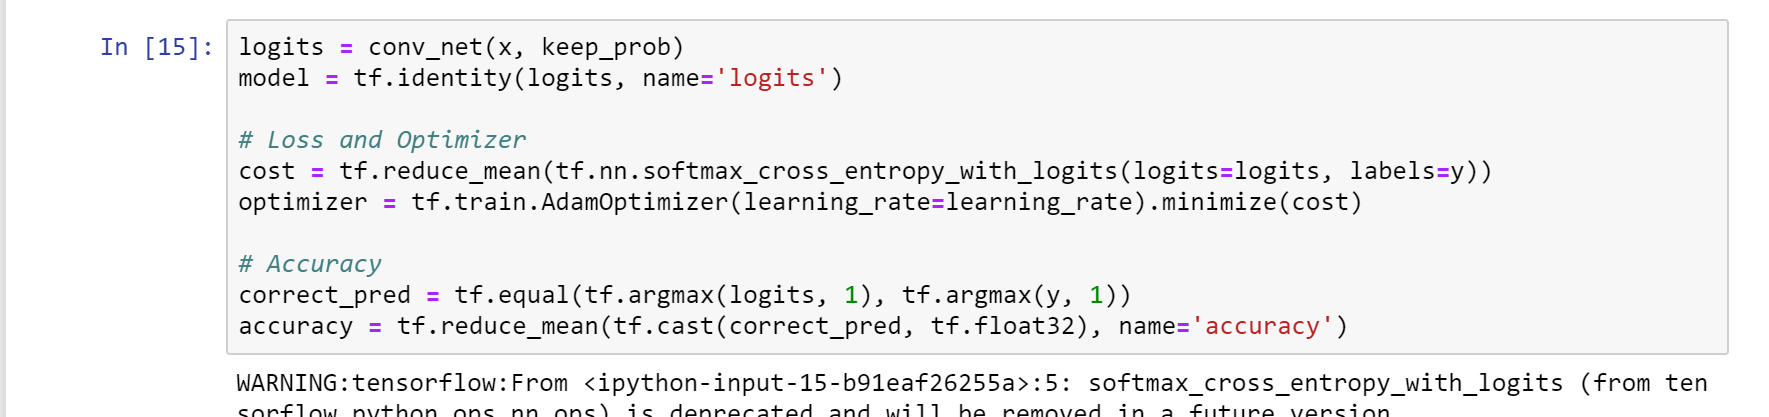 In [15]:
logits = conv_net(x, keep_prob)
model = tf.identity(logits, name='logits')
# Loss and Optimizer
cost = tf.reduce_mean(tf.nn.softmax_cross_entropy_with_logits(logits=logits, labels=y))
optimizer = tf.train.AdamOptimizer(learning_rate=learning_rate).minimize(cost)
# Accuracy
correct_pred = tf.equal(tf.argmax(logits, 1), tf.argmax(y, 1))
accuracy = tf.reduce_mean(tf.cast(correct_pred, tf.float32), name='accuracy')
WARNING:tensorflow:From <ipython-input-15-b91eaf26255a>:5: softmax_cross_entropy_with_logits (from ten
sorflow.python.ops.nn_ops) is deprecated and will be removed in a future version.